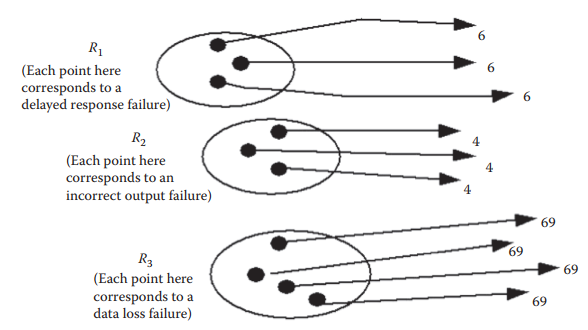 R1
(Each point here
corresponds to a
delayed response failure)
6
6
6
R2
(Each point here
corresponds to an
incorrect output failure)
4
4
4
R3
(Each point here
corresponds to a
data loss failure)
69
69
69
69